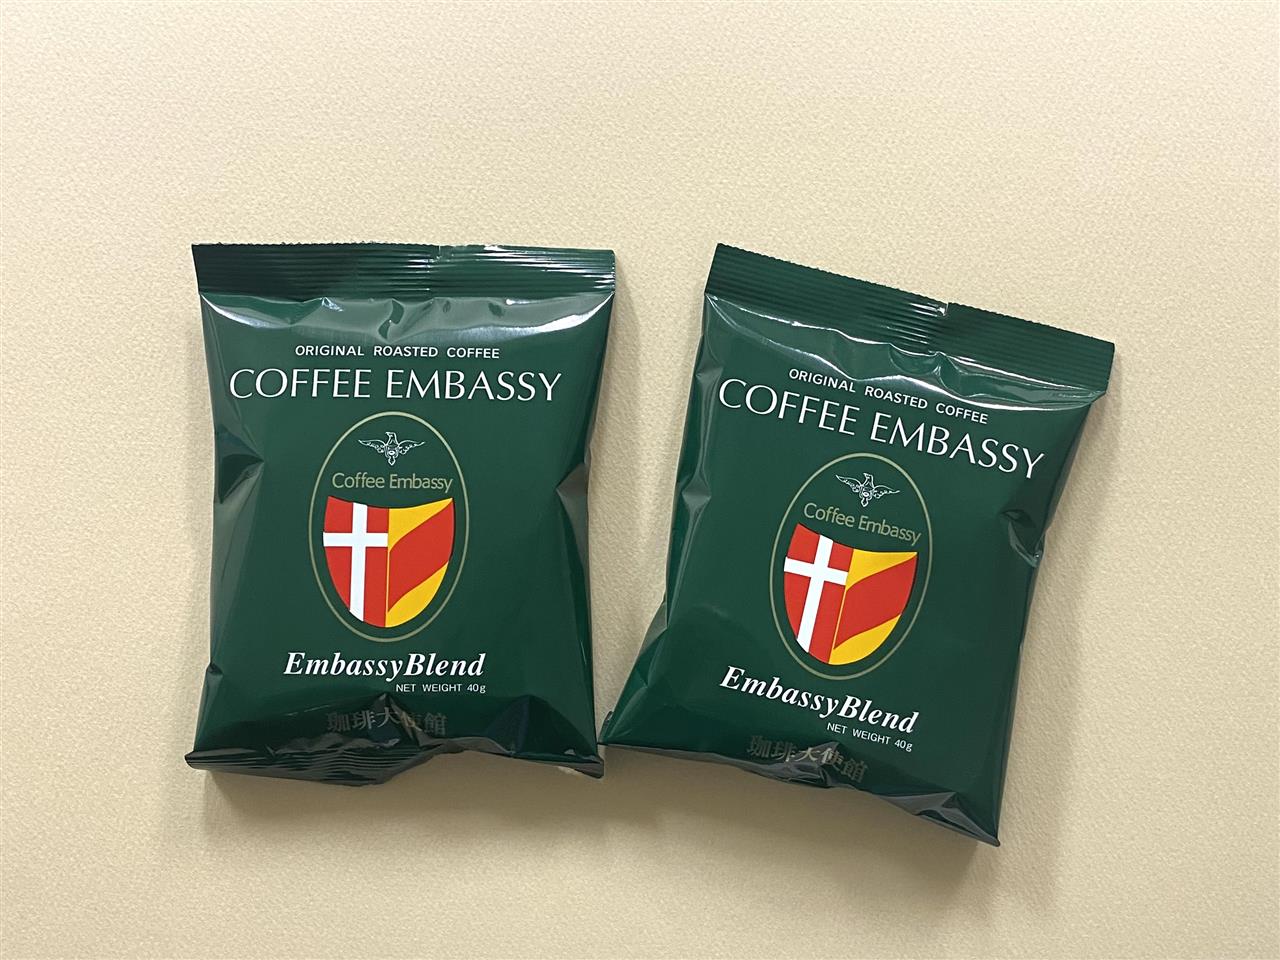 ORIGINAL ROASTED COFFEE
COFFEE EMBASSY
Coffee Embassy
EmbassyBlend
NET WEIGHT 40g
珈琲大使館
ORIGINAL ROASTED COFFEE
COFFEE EMBASSY
Coffee Embassy
EmbassyBlend
NET WEIGHT 40g
珈琲大使館